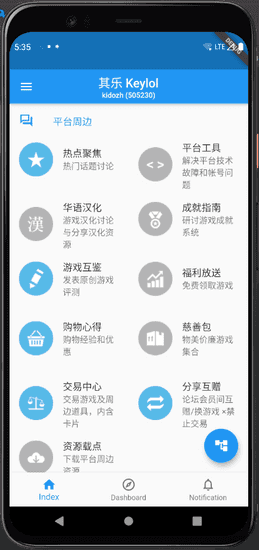 5:35
LTE
DEBUG
其乐 Keylol
kidozh (505230)
平台周边
热点聚焦
热门话题讨论
平台工具
解决平台技术
故障和帐号问
题
华语汉化
游戏汉化讨论
与分享汉化资
源
漢
成就指南
研讨游戏成就
系统
游戏互鉴
发表原创游戏
评测
福利放送
免费领取游戏
购物心得
购物经验和优
惠
慈善包
物美价廉游戏
集合
交易中心
交易游戏及周
边道具，内含
卡片
分享互赠
论坛会员间互
赠/换游戏 ×禁
止交易
资源载点
下载平台周边
资源
Index
Dashboard
Notification